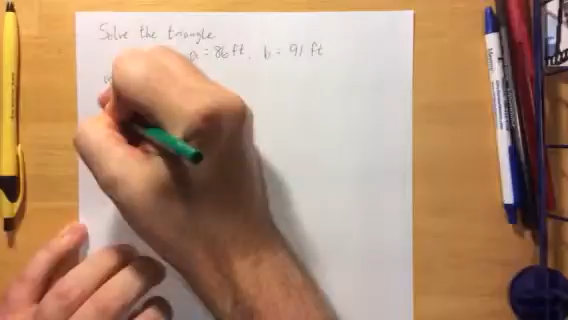 Solve the triangle
a = 86 ft, b = 91 ft